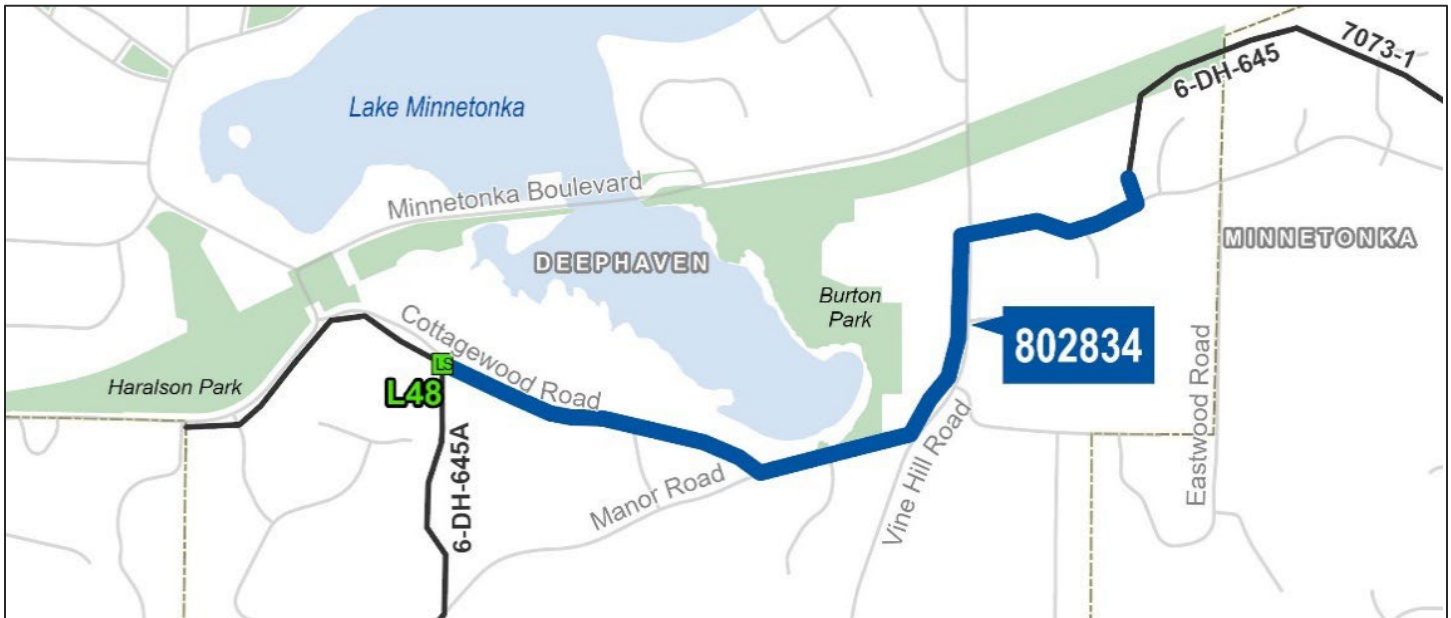 7073-1
6-DH-645
Lake Minnetonka
Minnetonka Boulevard
DEEPHAVEN
MINNETONKA
Burton
Park
802834
Cottagewood Road
LS
L48
Haralson Park
6-DH-645A
Manor Road
Vine Hill Road
Eastwood Road